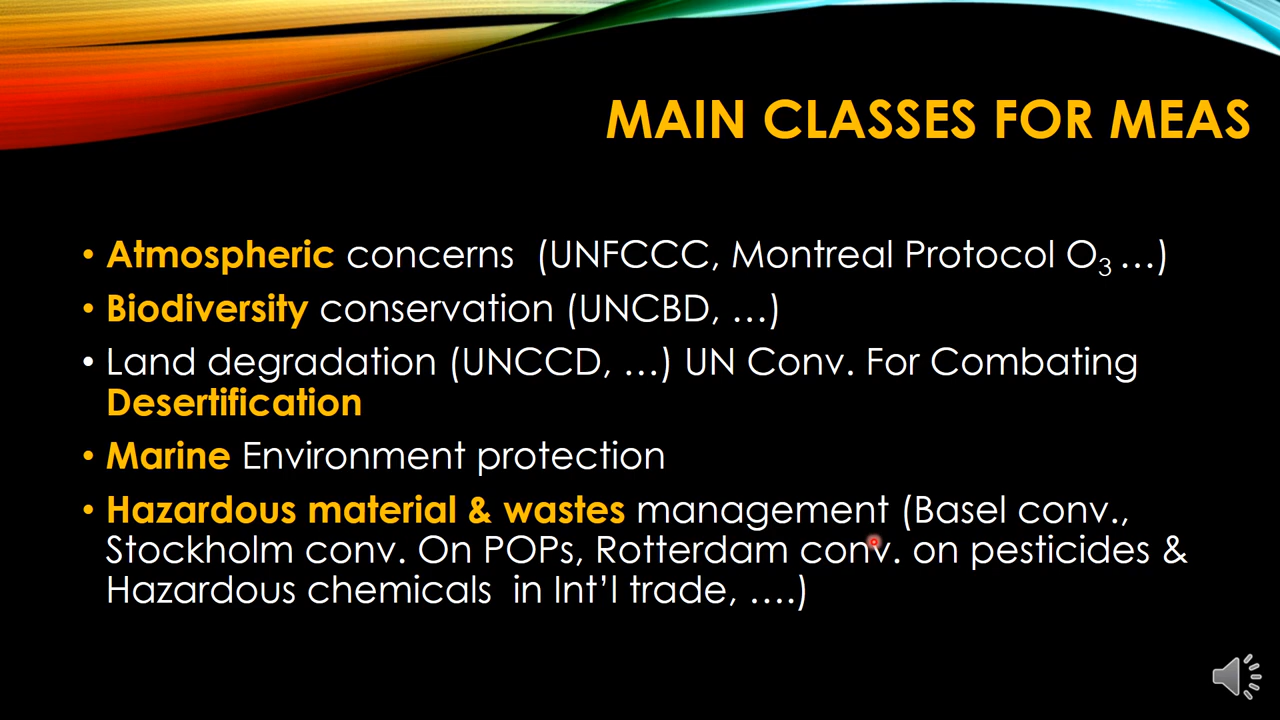 MAIN CLASSES FOR MEAS
• Atmospheric concerns (UNFCCC, Montreal Protocol O₃ …)
• Biodiversity conservation (UNCBD, …)
• Land degradation (UNCCD, …) UN Conv. For Combating
Desertification
• Marine Environment protection
• Hazardous material & wastes management (Basel conv.,
Stockholm conv. On POPs, Rotterdam conv. on pesticides &
Hazardous chemicals in Int’l trade, ….)